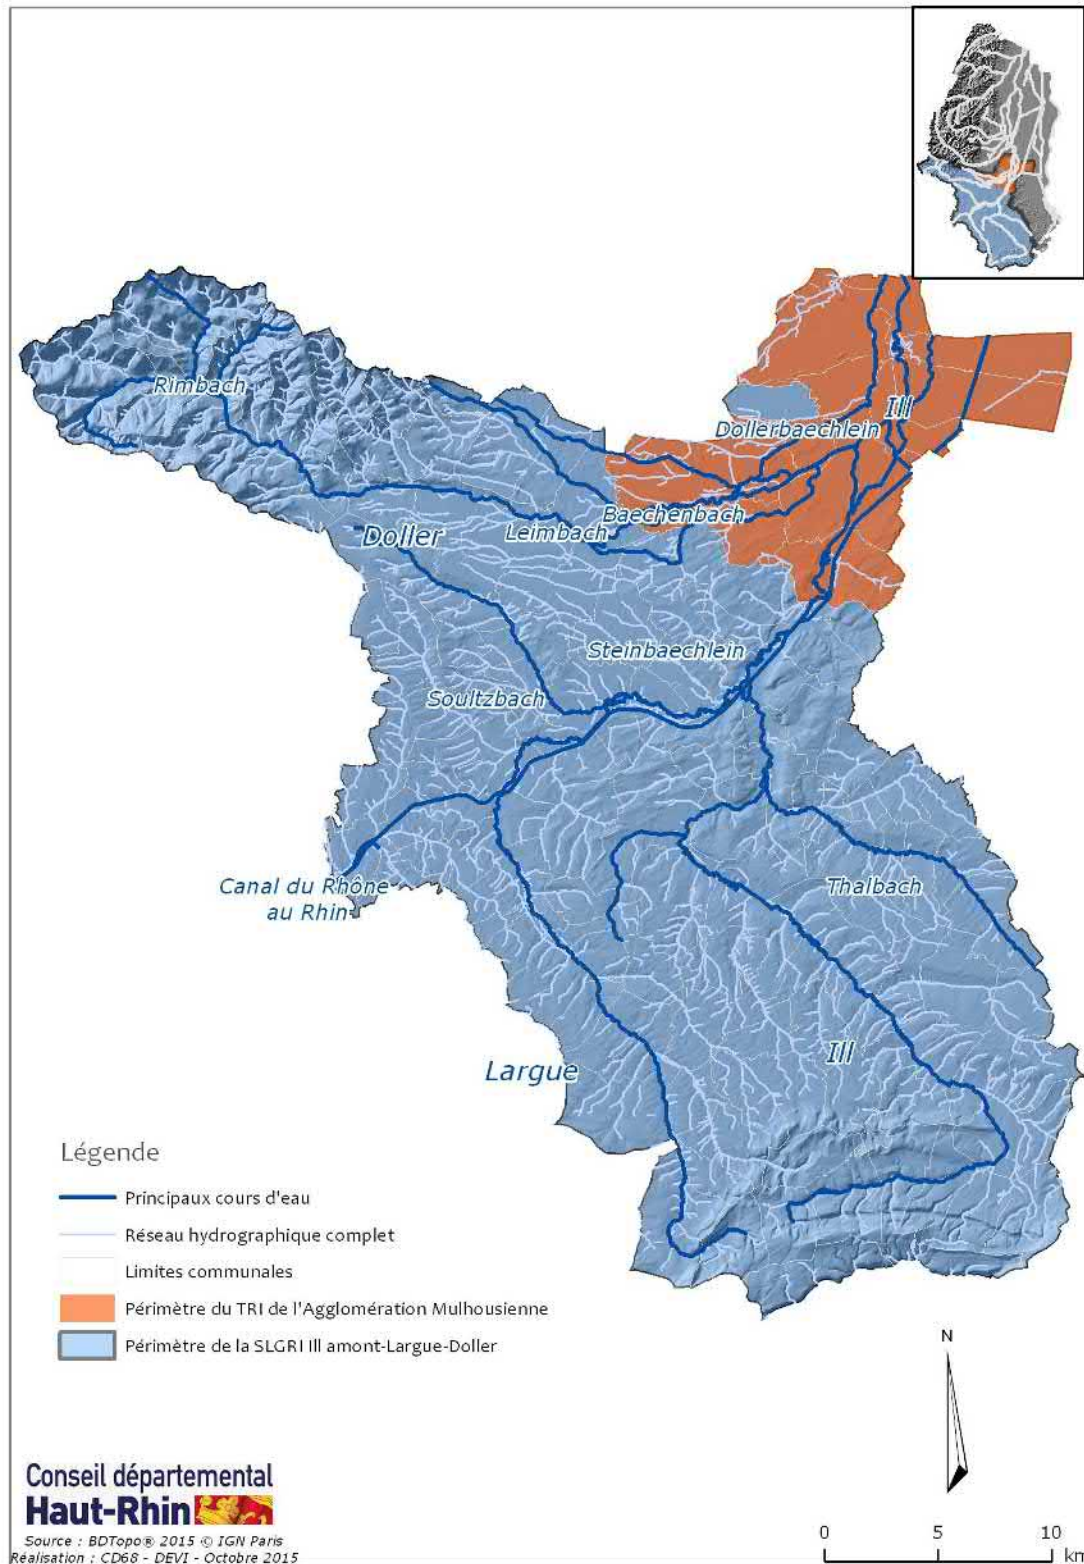 Rimbach
Ill
Dollerbaechlein
Baechenbach
Leimbach
Doller
Steinbaechlein
Soultzbach
Canal du Rhône
au Rhin
Thalbach
Ill
Largue
Légende
Principaux cours d'eau
Réseau hydrographique complet
Limites communales
Périmètre du TRI de l'Agglomération Mulhousienne
Périmètre de la SLGRI Ill amont-Largue-Doller
N
Conseil départemental
Haut-Rhin
Source : BDTopo® 2015 © IGN Paris
Réalisation : CD68 - DEVI - Octobre 2015
0 5 10
km